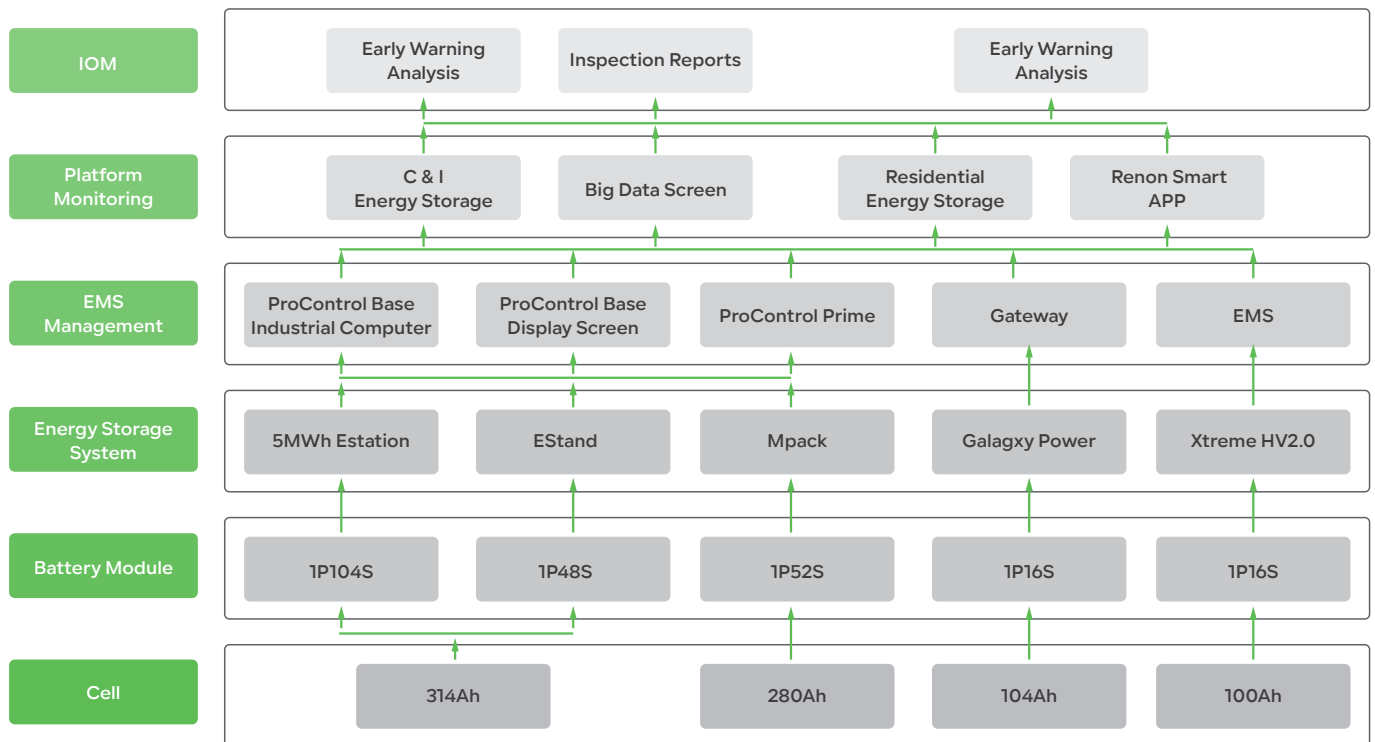 IOM
Early Warning
Analysis
Inspection Reports
Early Warning
Analysis
Platform
Monitoring
C & I
Energy Storage
Big Data Screen
Residential
Energy Storage
Renon Smart
APP
EMS
Management
ProControl Base
Industrial Computer
ProControl Base
Display Screen
ProControl Prime
Gateway
EMS
Energy Storage
System
5MWh Estation
EStand
Mpack
Galagxy Power
Xtreme HV2.0
Battery Module
1P104S
1P48S
1P52S
1P16S
1P16S
Cell
314Ah
280Ah
104Ah
100Ah